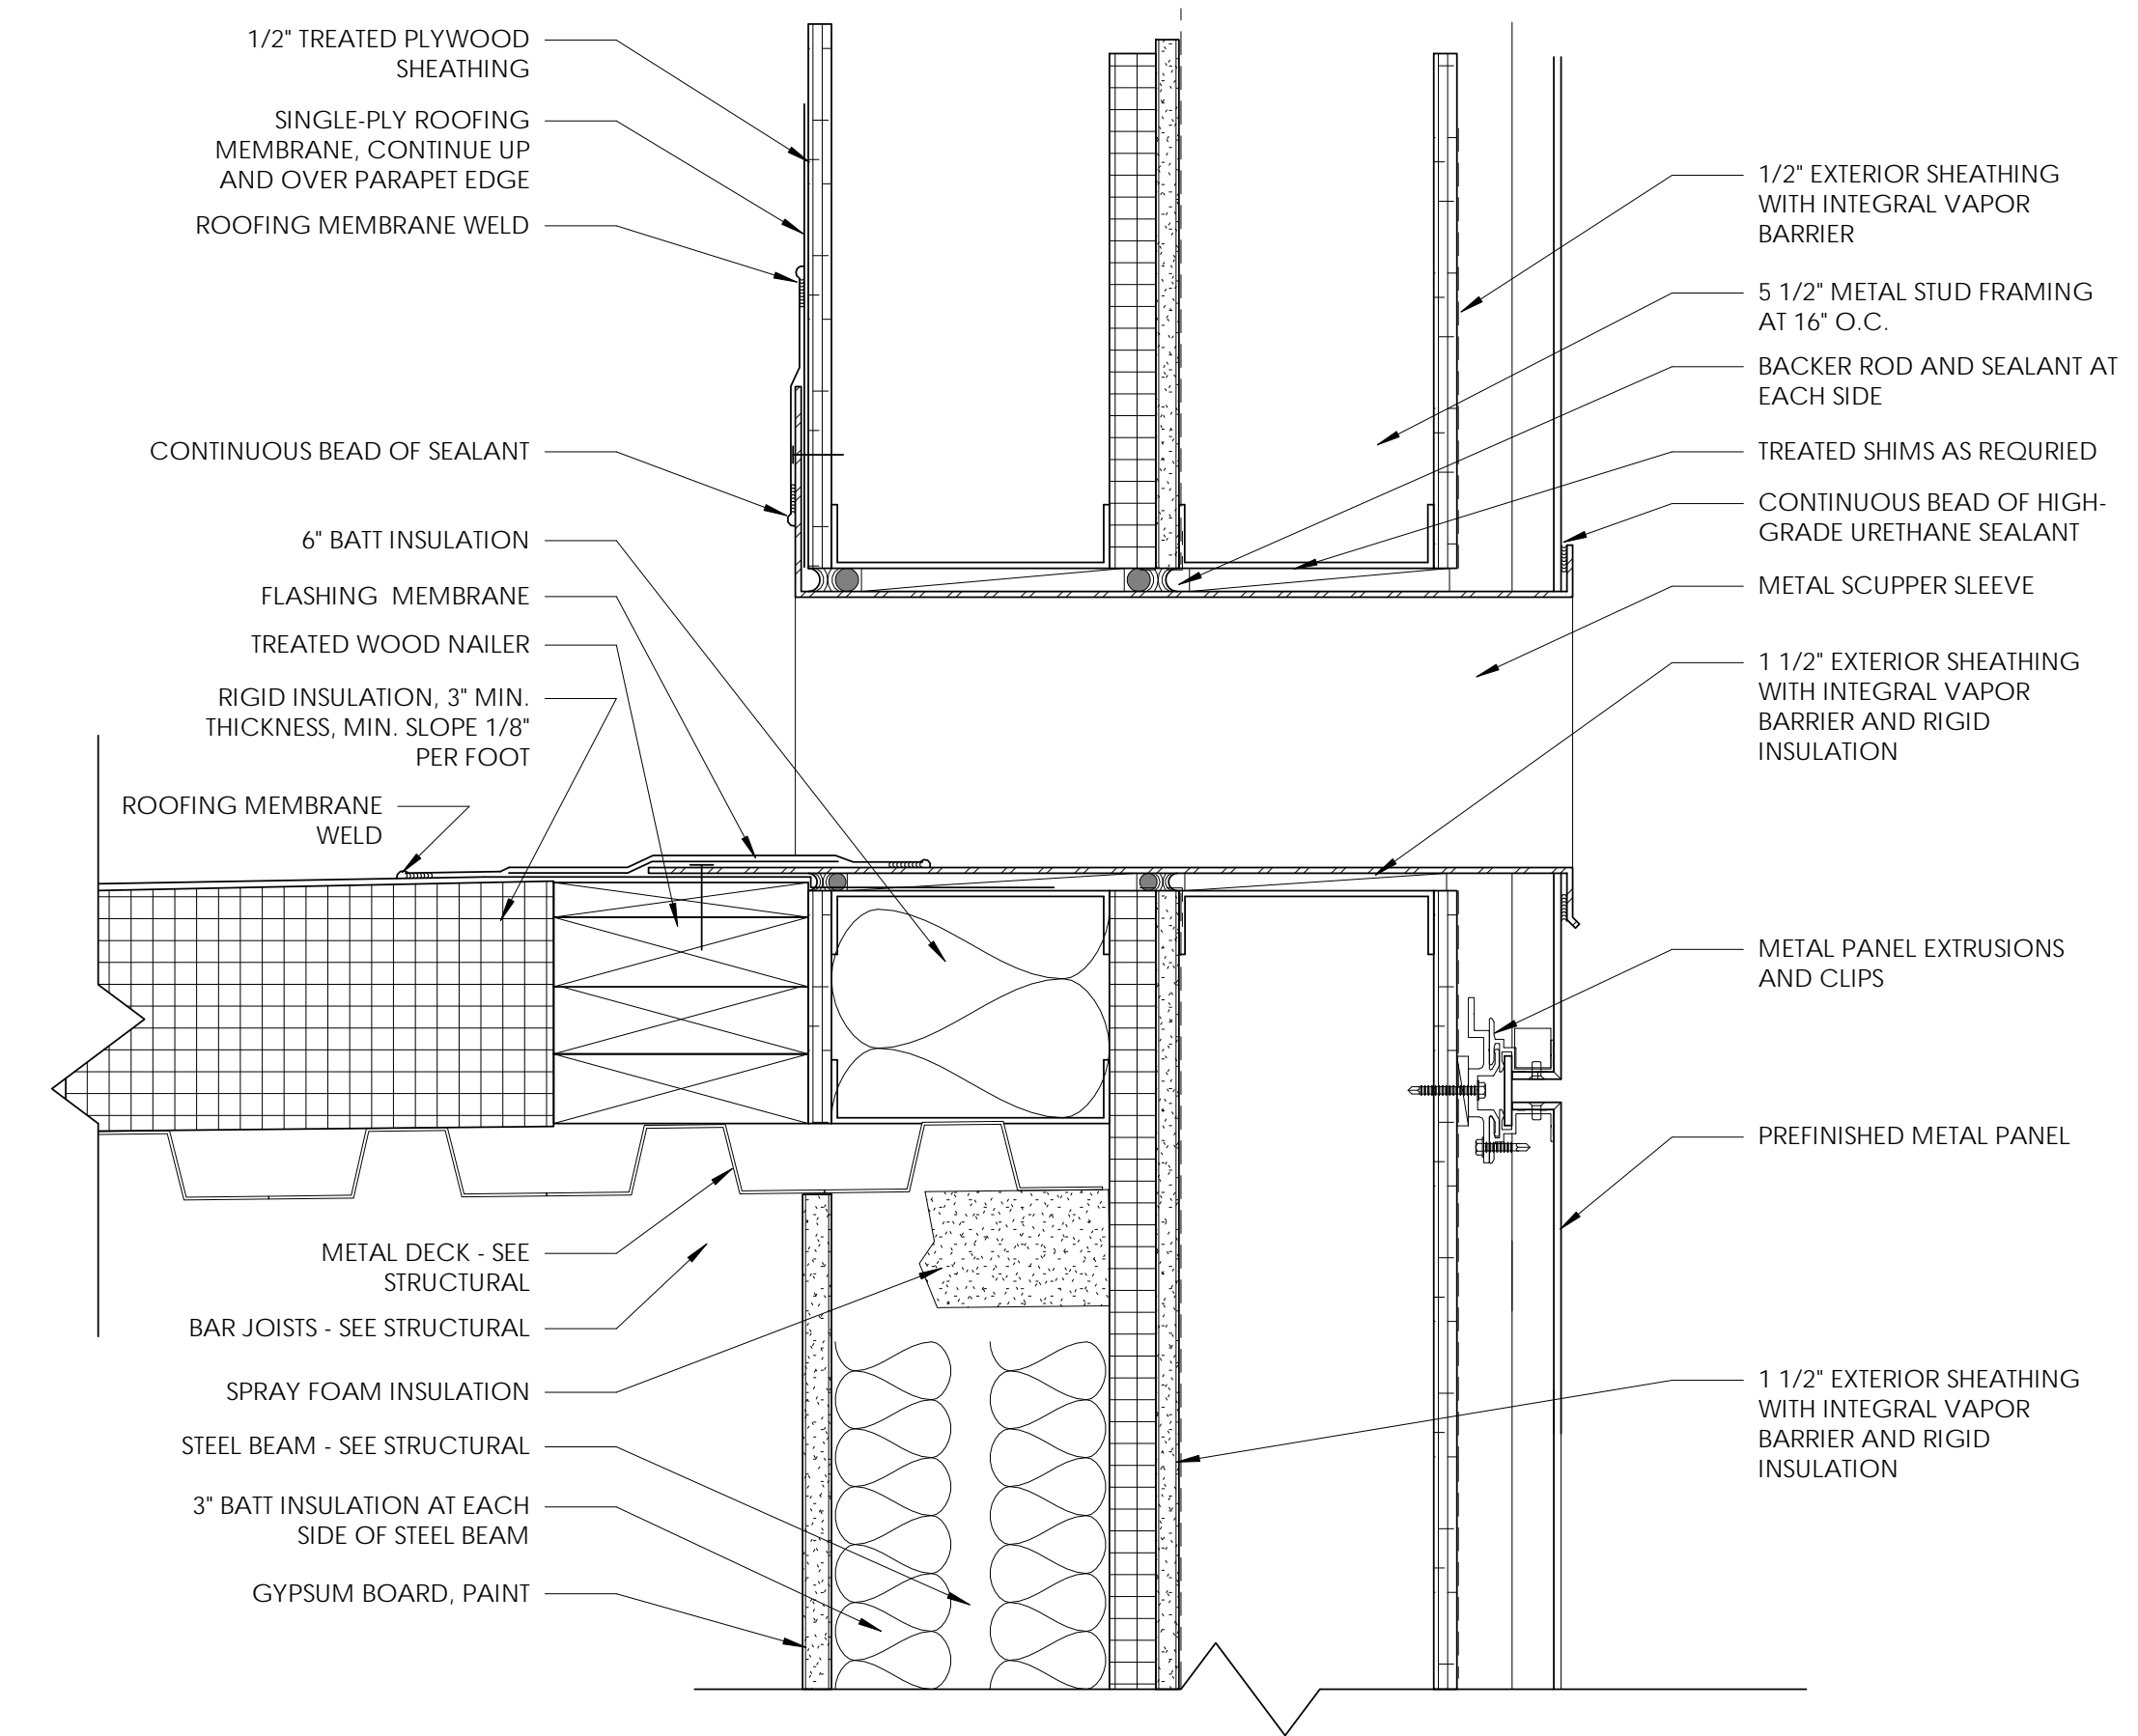 1/2" TREATED PLYWOOD
SHEATHING
SINGLE-PLY ROOFING
MEMBRANE, CONTINUE UP
AND OVER PARAPET EDGE
ROOFING MEMBRANE WELD
CONTINUOUS BEAD OF SEALANT
6" BATT INSULATION
FLASHING MEMBRANE
TREATED WOOD NAILER
RIGID INSULATION, 3" MIN.
THICKNESS, MIN. SLOPE 1/8"
PER FOOT
ROOFING MEMBRANE
WELD
METAL DECK - SEE
STRUCTURAL
BAR JOISTS - SEE STRUCTURAL
SPRAY FOAM INSULATION
STEEL BEAM - SEE STRUCTURAL
3" BATT INSULATION AT EACH
SIDE OF STEEL BEAM
GYPSUM BOARD, PAINT
1/2" EXTERIOR SHEATHING
WITH INTEGRAL VAPOR
BARRIER
5 1/2" METAL STUD FRAMING
AT 16" O.C.
BACKER ROD AND SEALANT AT
EACH SIDE
TREATED SHIMS AS REQURIED
CONTINUOUS BEAD OF HIGH-
GRADE URETHANE SEALANT
METAL SCUPPER SLEEVE
1 1/2" EXTERIOR SHEATHING
WITH INTEGRAL VAPOR
BARRIER AND RIGID
INSULATION
METAL PANEL EXTRUSIONS
AND CLIPS
PREFINISHED METAL PANEL
1 1/2" EXTERIOR SHEATHING
WITH INTEGRAL VAPOR
BARRIER AND RIGID
INSULATION